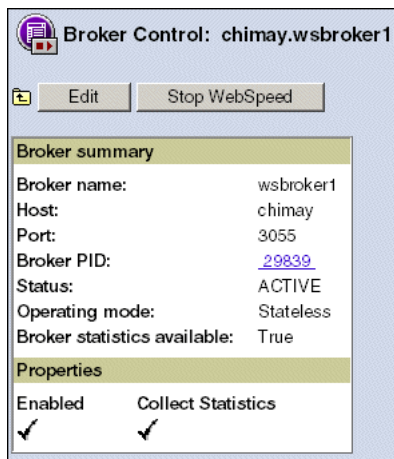 Broker Control: chimay.wsbroker1
Edit Stop WebSpeed
Broker summary
Broker name: wsbroker1
Host: chimay
Port: 3055
Broker PID: 29839
Status: ACTIVE
Operating mode: Stateless
Broker statistics available: True
Properties
Enabled Collect Statistics